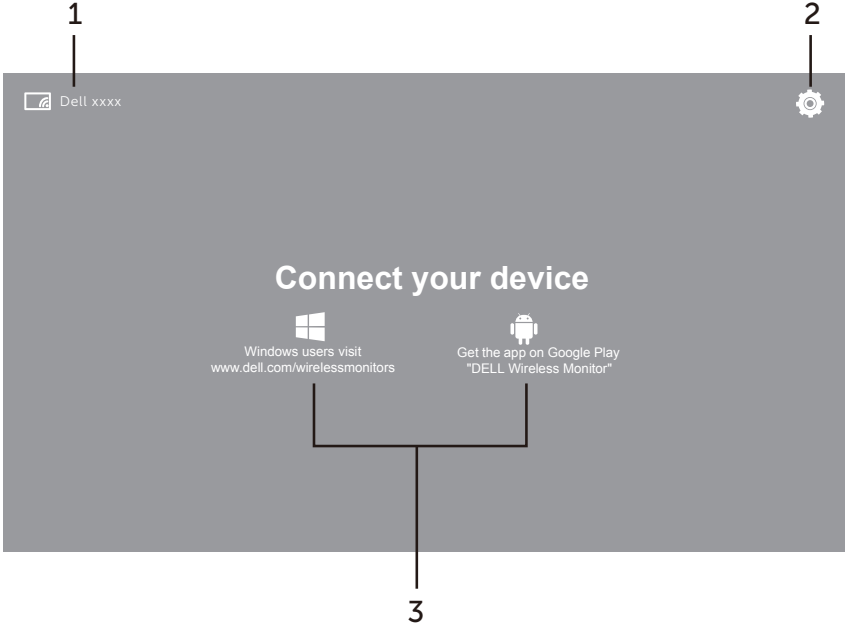 1
2
Dell xxxx
Connect your device
Windows users visit
www.dell.com/wirelessmonitors
Get the app on Google Play
"DELL Wireless Monitor"
3